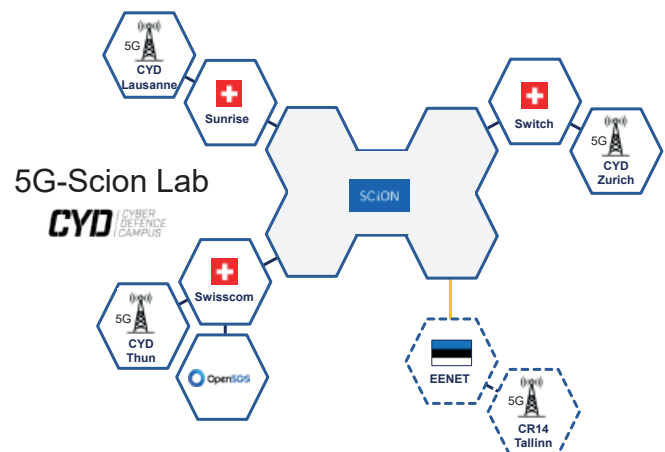 5G
CYD
Lausanne
Sunrise
Switch
5G
CYD
Zurich
SCiON
5G-Scion Lab
CYD
CYBER
DEFENCE
CAMPUS
Swisscom
5G
CYD
Thun
OpenSOS
EENET
5G
CR14
Tallinn